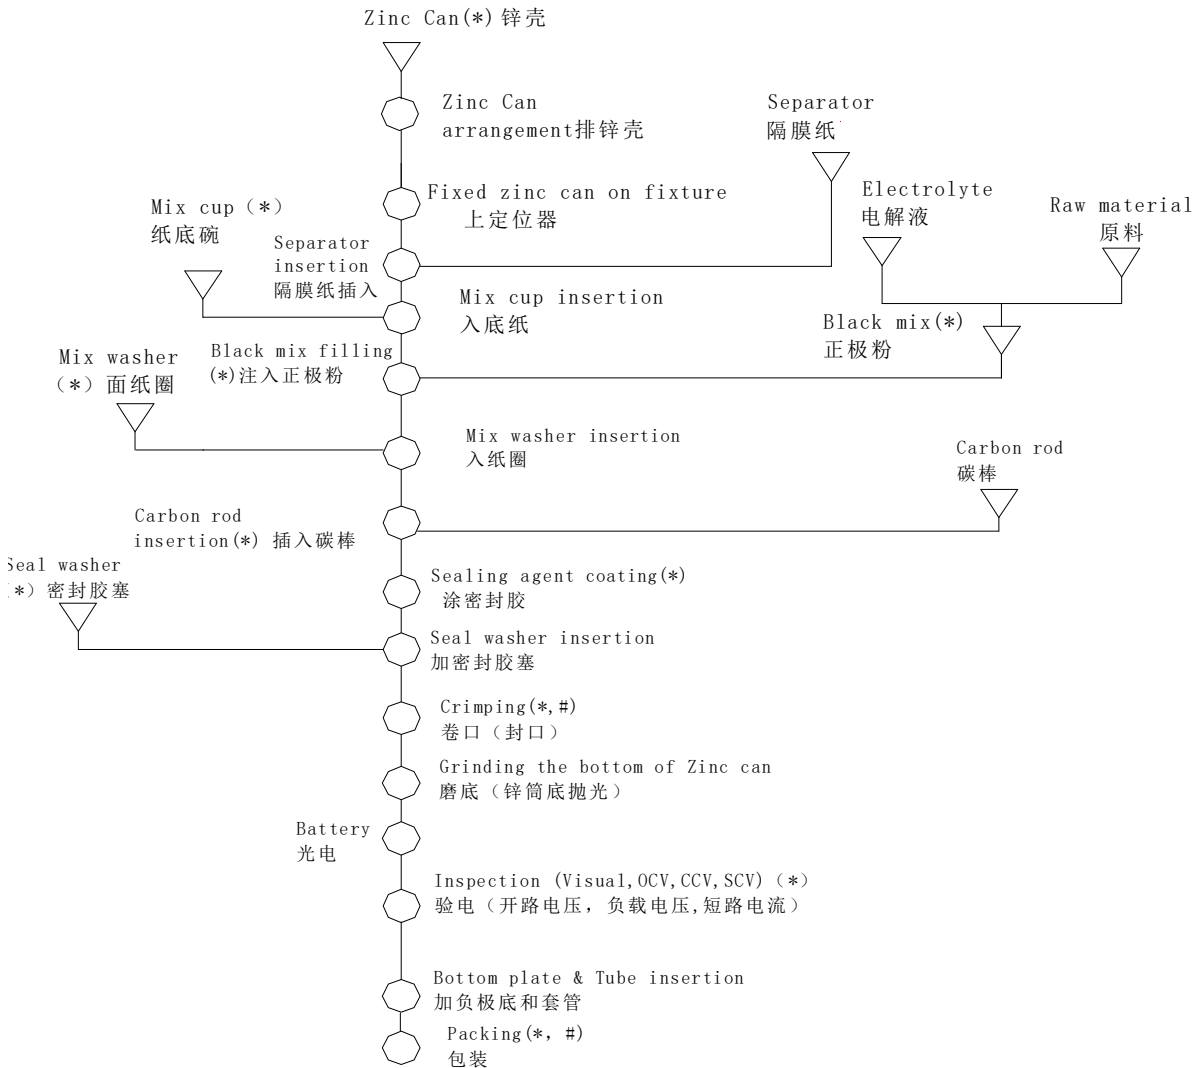 Zinc Can(*) 锌壳
Zinc Can
arrangement排锌壳
Separator
隔膜纸
Fixed zinc can on fixture
上定位器
Electrolyte
电解液
Raw material
原料
Mix cup（*）
纸底碗
Separator
insertion
隔膜纸插入
Mix cup insertion
入底纸
Black mix(*)
正极粉
Mix washer
（*）面纸圈
Black mix filling
(*)注入正极粉
Mix washer insertion
入纸圈
Carbon rod
碳棒
Carbon rod
insertion(*) 插入碳棒
Seal washer
（*）密封胶塞
Sealing agent coating(*)
涂密封胶
Seal washer insertion
加密封胶塞
Crimping(*,#)
卷口（封口）
Grinding the bottom of Zinc can
磨底（锌筒底抛光）
Battery
光电
Inspection (Visual,OCV,CCV,SCV)（*）
验电（开路电压，负载电压,短路电流）
Bottom plate & Tube insertion
加负极底和套管
Packing(*, #)
包装